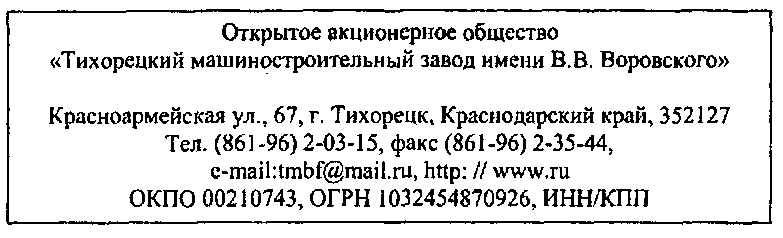 Открытое акционерное общество
«Тихорецкий машиностроительный завод имени В.В. Воровского»
Красноармейская ул., 67, г. Тихорецк, Краснодарский край, 352127
Тел. (861-96) 2-03-15, факс (861-96) 2-35-44,
e-mail:tmbf@mail.ru, http: // www.ru
ОКПО 00210743, ОГРН 1032454870926, ИНН/КПП